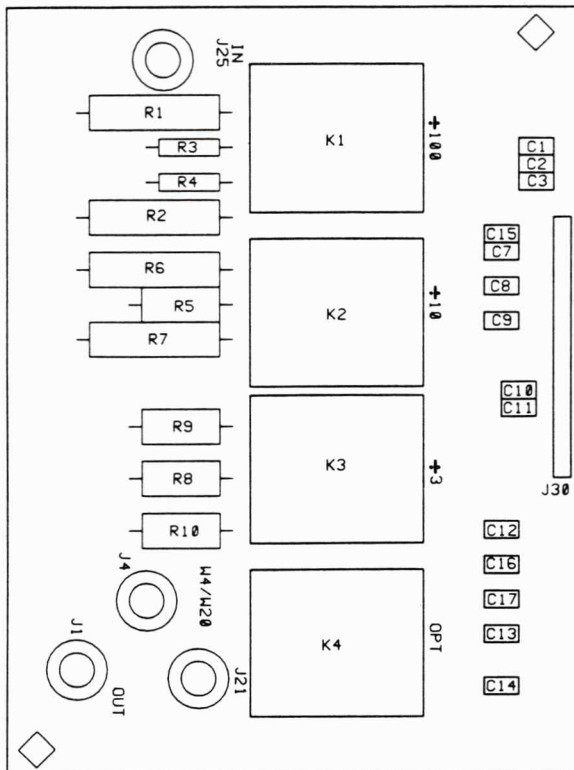 IN
J25
R1
K1
÷100
C1
R3
C2
R4
C3
R2
C15
C7
R6
C8
R5
K2
÷10
C9
R7
C10
C11
R9
K3
÷3
R8
J30
R10
C12
J4
W4/W20
C16
C17
J1
K4
OPT
C13
J21
OUT
C14